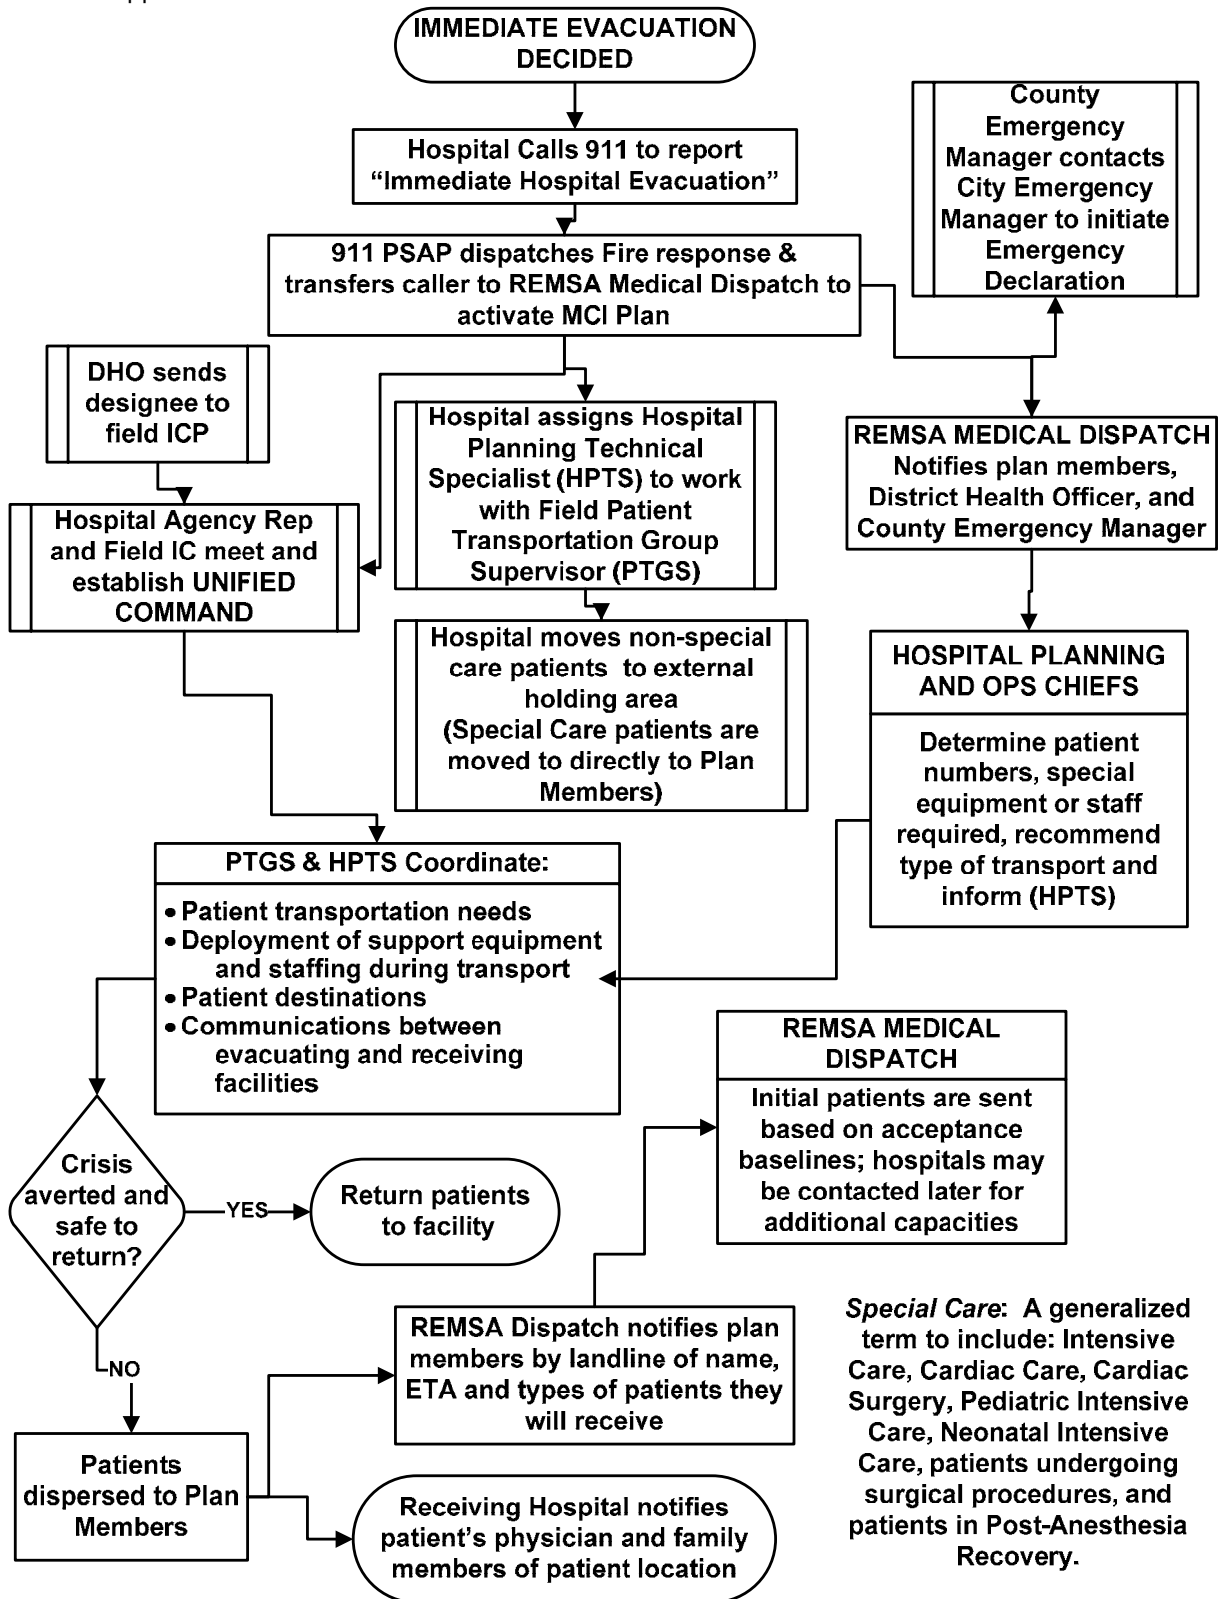 IMMEDIATE EVACUATION
DECIDED
Hospital Calls 911 to report
“Immediate Hospital Evacuation”
County
Emergency
Manager contacts
City Emergency
Manager to initiate
Emergency
Declaration
911 PSAP dispatches Fire response &
transfers caller to REMSA Medical Dispatch to
activate MCI Plan
DHO sends
designee to
field ICP
Hospital assigns Hospital
Planning Technical
Specialist (HPTS) to work
with Field Patient
Transportation Group
Supervisor (PTGS)
REMSA MEDICAL DISPATCH
Notifies plan members,
District Health Officer, and
County Emergency Manager
Hospital Agency Rep
and Field IC meet and
establish UNIFIED
COMMAND
Hospital moves non-special
care patients to external
holding area
(Special Care patients are
moved to directly to Plan
Members)
HOSPITAL PLANNING
AND OPS CHIEFS
Determine patient
numbers, special
equipment or staff
required, recommend
type of transport and
inform (HPTS)
PTGS & HPTS Coordinate:
• Patient transportation needs
• Deployment of support equipment
and staffing during transport
• Patient destinations
• Communications between
evacuating and receiving
facilities
REMSA MEDICAL
DISPATCH
Initial patients are sent
based on acceptance
baselines; hospitals may
be contacted later for
additional capacities
Crisis
averted and
safe to
return?
YES
Return patients
to facility
NO
REMSA Dispatch notifies plan
members by landline of name,
ETA and types of patients they
will receive
Patients
dispersed to Plan
Members
Receiving Hospital notifies
patient’s physician and family
members of patient location
Special Care: A generalized
term to include: Intensive
Care, Cardiac Care, Cardiac
Surgery, Pediatric Intensive
Care, Neonatal Intensive
Care, patients undergoing
surgical procedures, and
patients in Post-Anesthesia
Recovery.